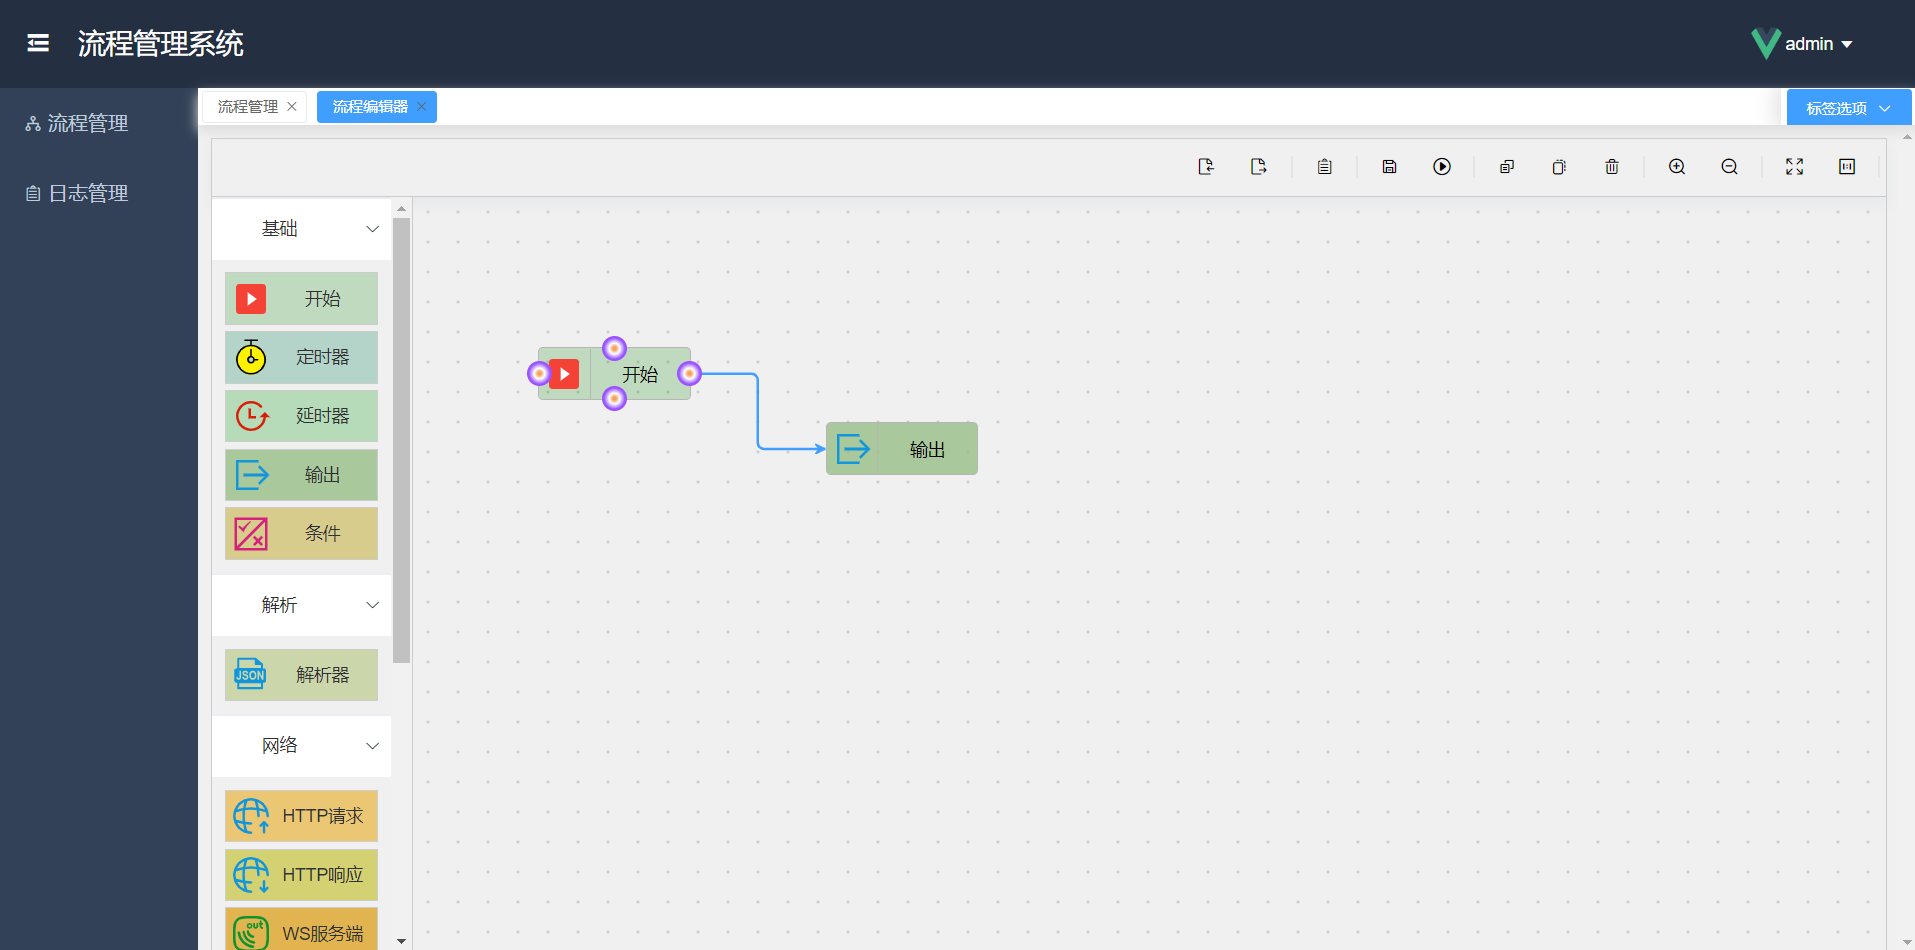 流程管理系统
admin
流程管理
日志管理
流程管理
流程编辑器
标签选项
基础
开始
定时器
延时器
输出
条件
解析
JSON
解析器
网络
HTTP请求
HTTP响应
out
WS服务端
开始
输出